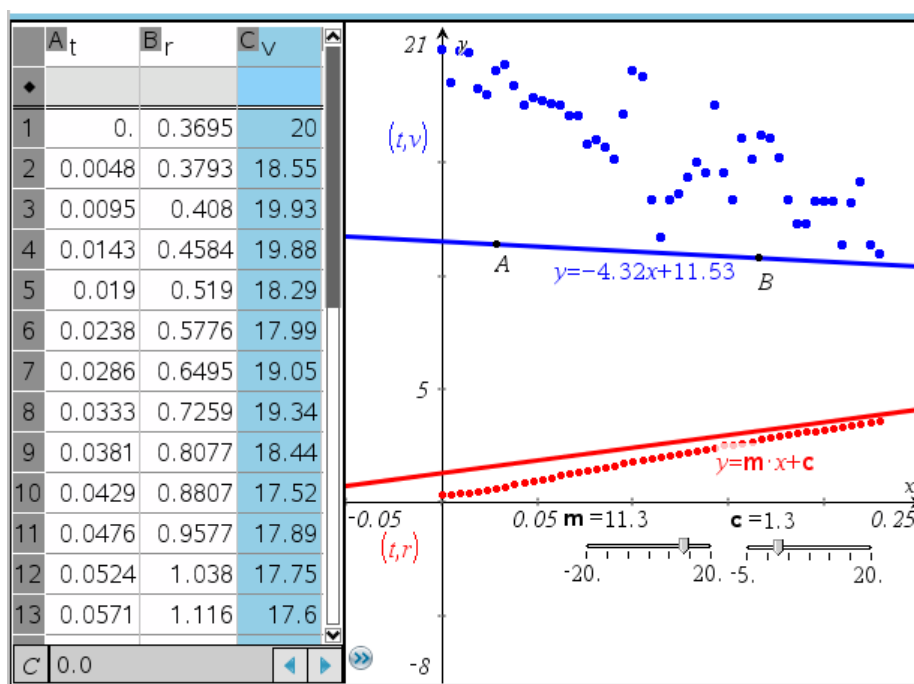 A t B r C v
◆
1 0. 0.3695 20
2 0.0048 0.3793 18.55
3 0.0095 0.408 19.93
4 0.0143 0.4584 19.88
5 0.019 0.519 18.29
6 0.0238 0.5776 17.99
7 0.0286 0.6495 19.05
8 0.0333 0.7259 19.34
9 0.0381 0.8077 18.44
10 0.0429 0.8807 17.52
11 0.0476 0.9577 17.89
12 0.0524 1.038 17.75
13 0.0571 1.116 17.6
C 0.0
21 y
(t,v)
A
y=-4.32x+11.53
B
5
y=m·x+c
x
-0.05 0.05 0.25
m =11.3 c =1.3
(t,r)
-20. 20. -5. 20.
-8